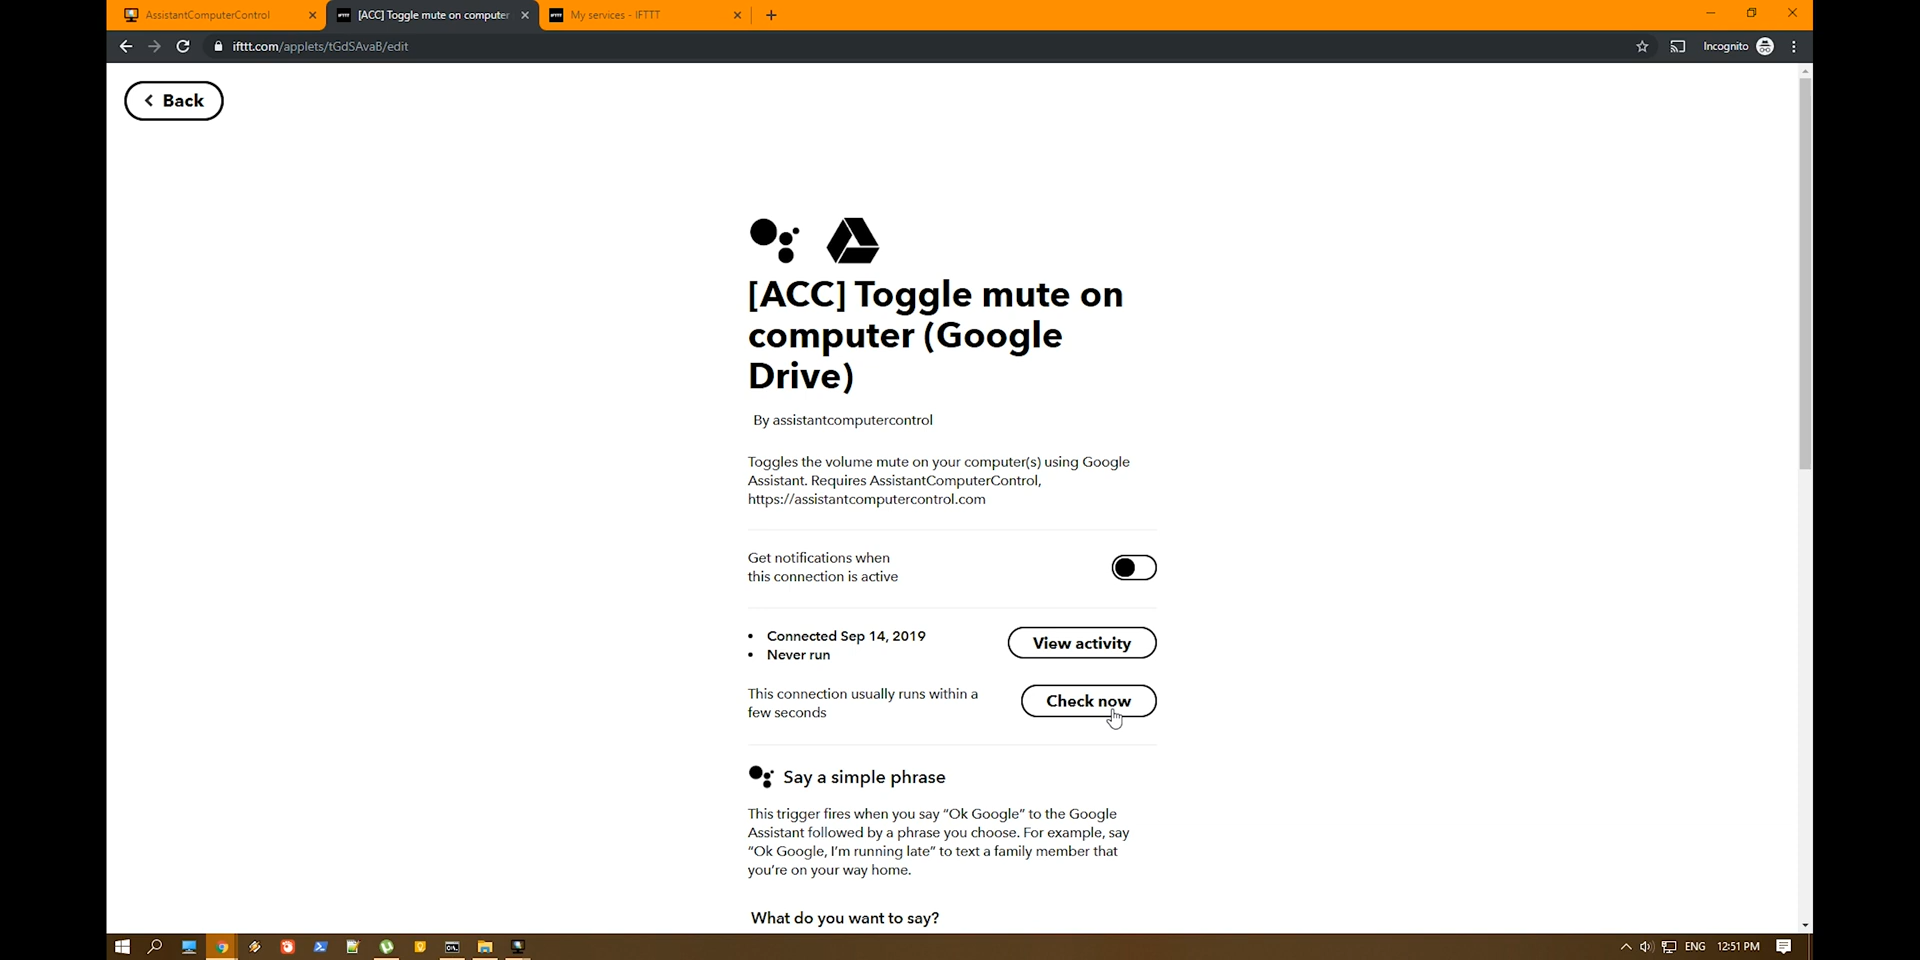 AssistantComputerControl
IFTTT
[ACC] Toggle mute on computer
IFTTT
My services - IFTTT
ifttt.com/applets/tGdSAvaB/edit
Incognito
Back
[ACC] Toggle mute on
computer (Google
Drive)
By assistantcomputercontrol
Toggles the volume mute on your computer(s) using Google
Assistant. Requires AssistantComputerControl,
https://assistantcomputercontrol.com
Get notifications when
this connection is active
• Connected Sep 14, 2019
• Never run
View activity
This connection usually runs within a
few seconds
Check now
Say a simple phrase
This trigger fires when you say “Ok Google” to the Google
Assistant followed by a phrase you choose. For example, say
“Ok Google, I’m running late” to text a family member that
you’re on your way home.
What do you want to say?
ENG
12:51 PM